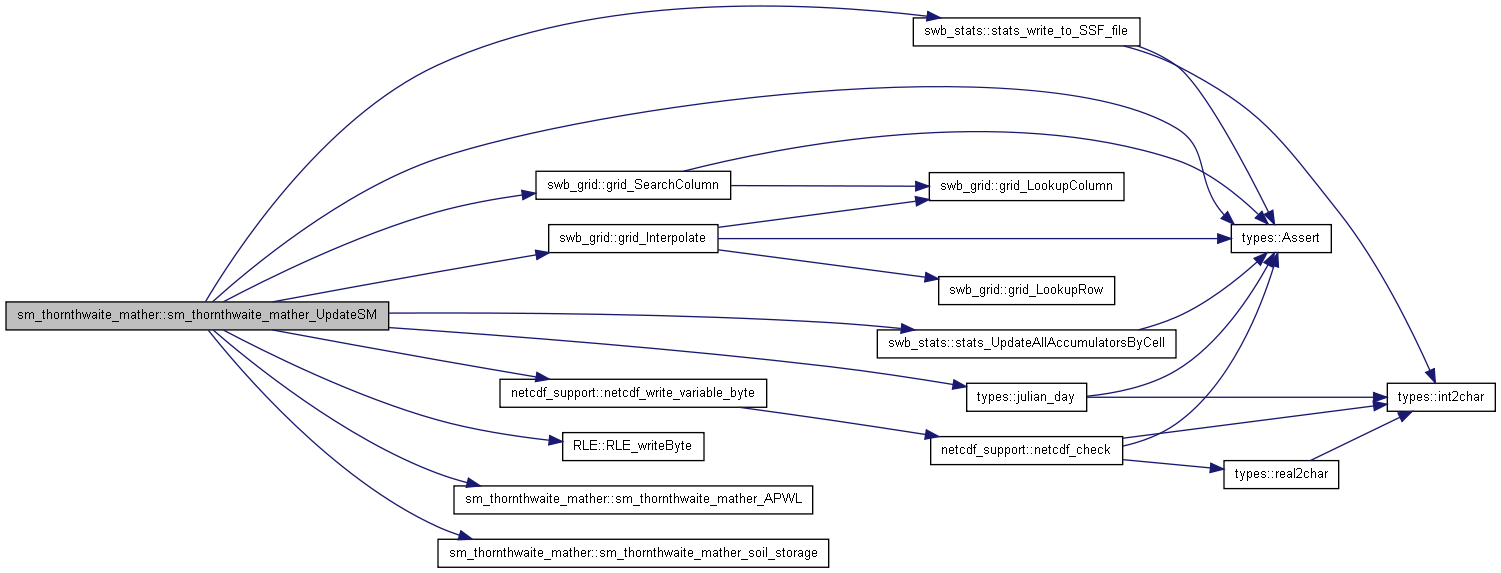 swb_stats::stats_write_to_SSF_file
swb_grid::grid_SearchColumn
swb_grid::grid_LookupColumn
swb_grid::grid_Interpolate
types::Assert
swb_grid::grid_LookupRow
sm_thornthwaite_mather::sm_thornthwaite_mather_UpdateSM
swb_stats::stats_UpdateAllAccumulatorsByCell
netcdf_support::netcdf_write_variable_byte
types::julian_day
types::int2char
RLE::RLE_writeByte
netcdf_support::netcdf_check
types::real2char
sm_thornthwaite_mather::sm_thornthwaite_mather_APWL
sm_thornthwaite_mather::sm_thornthwaite_mather_soil_storage